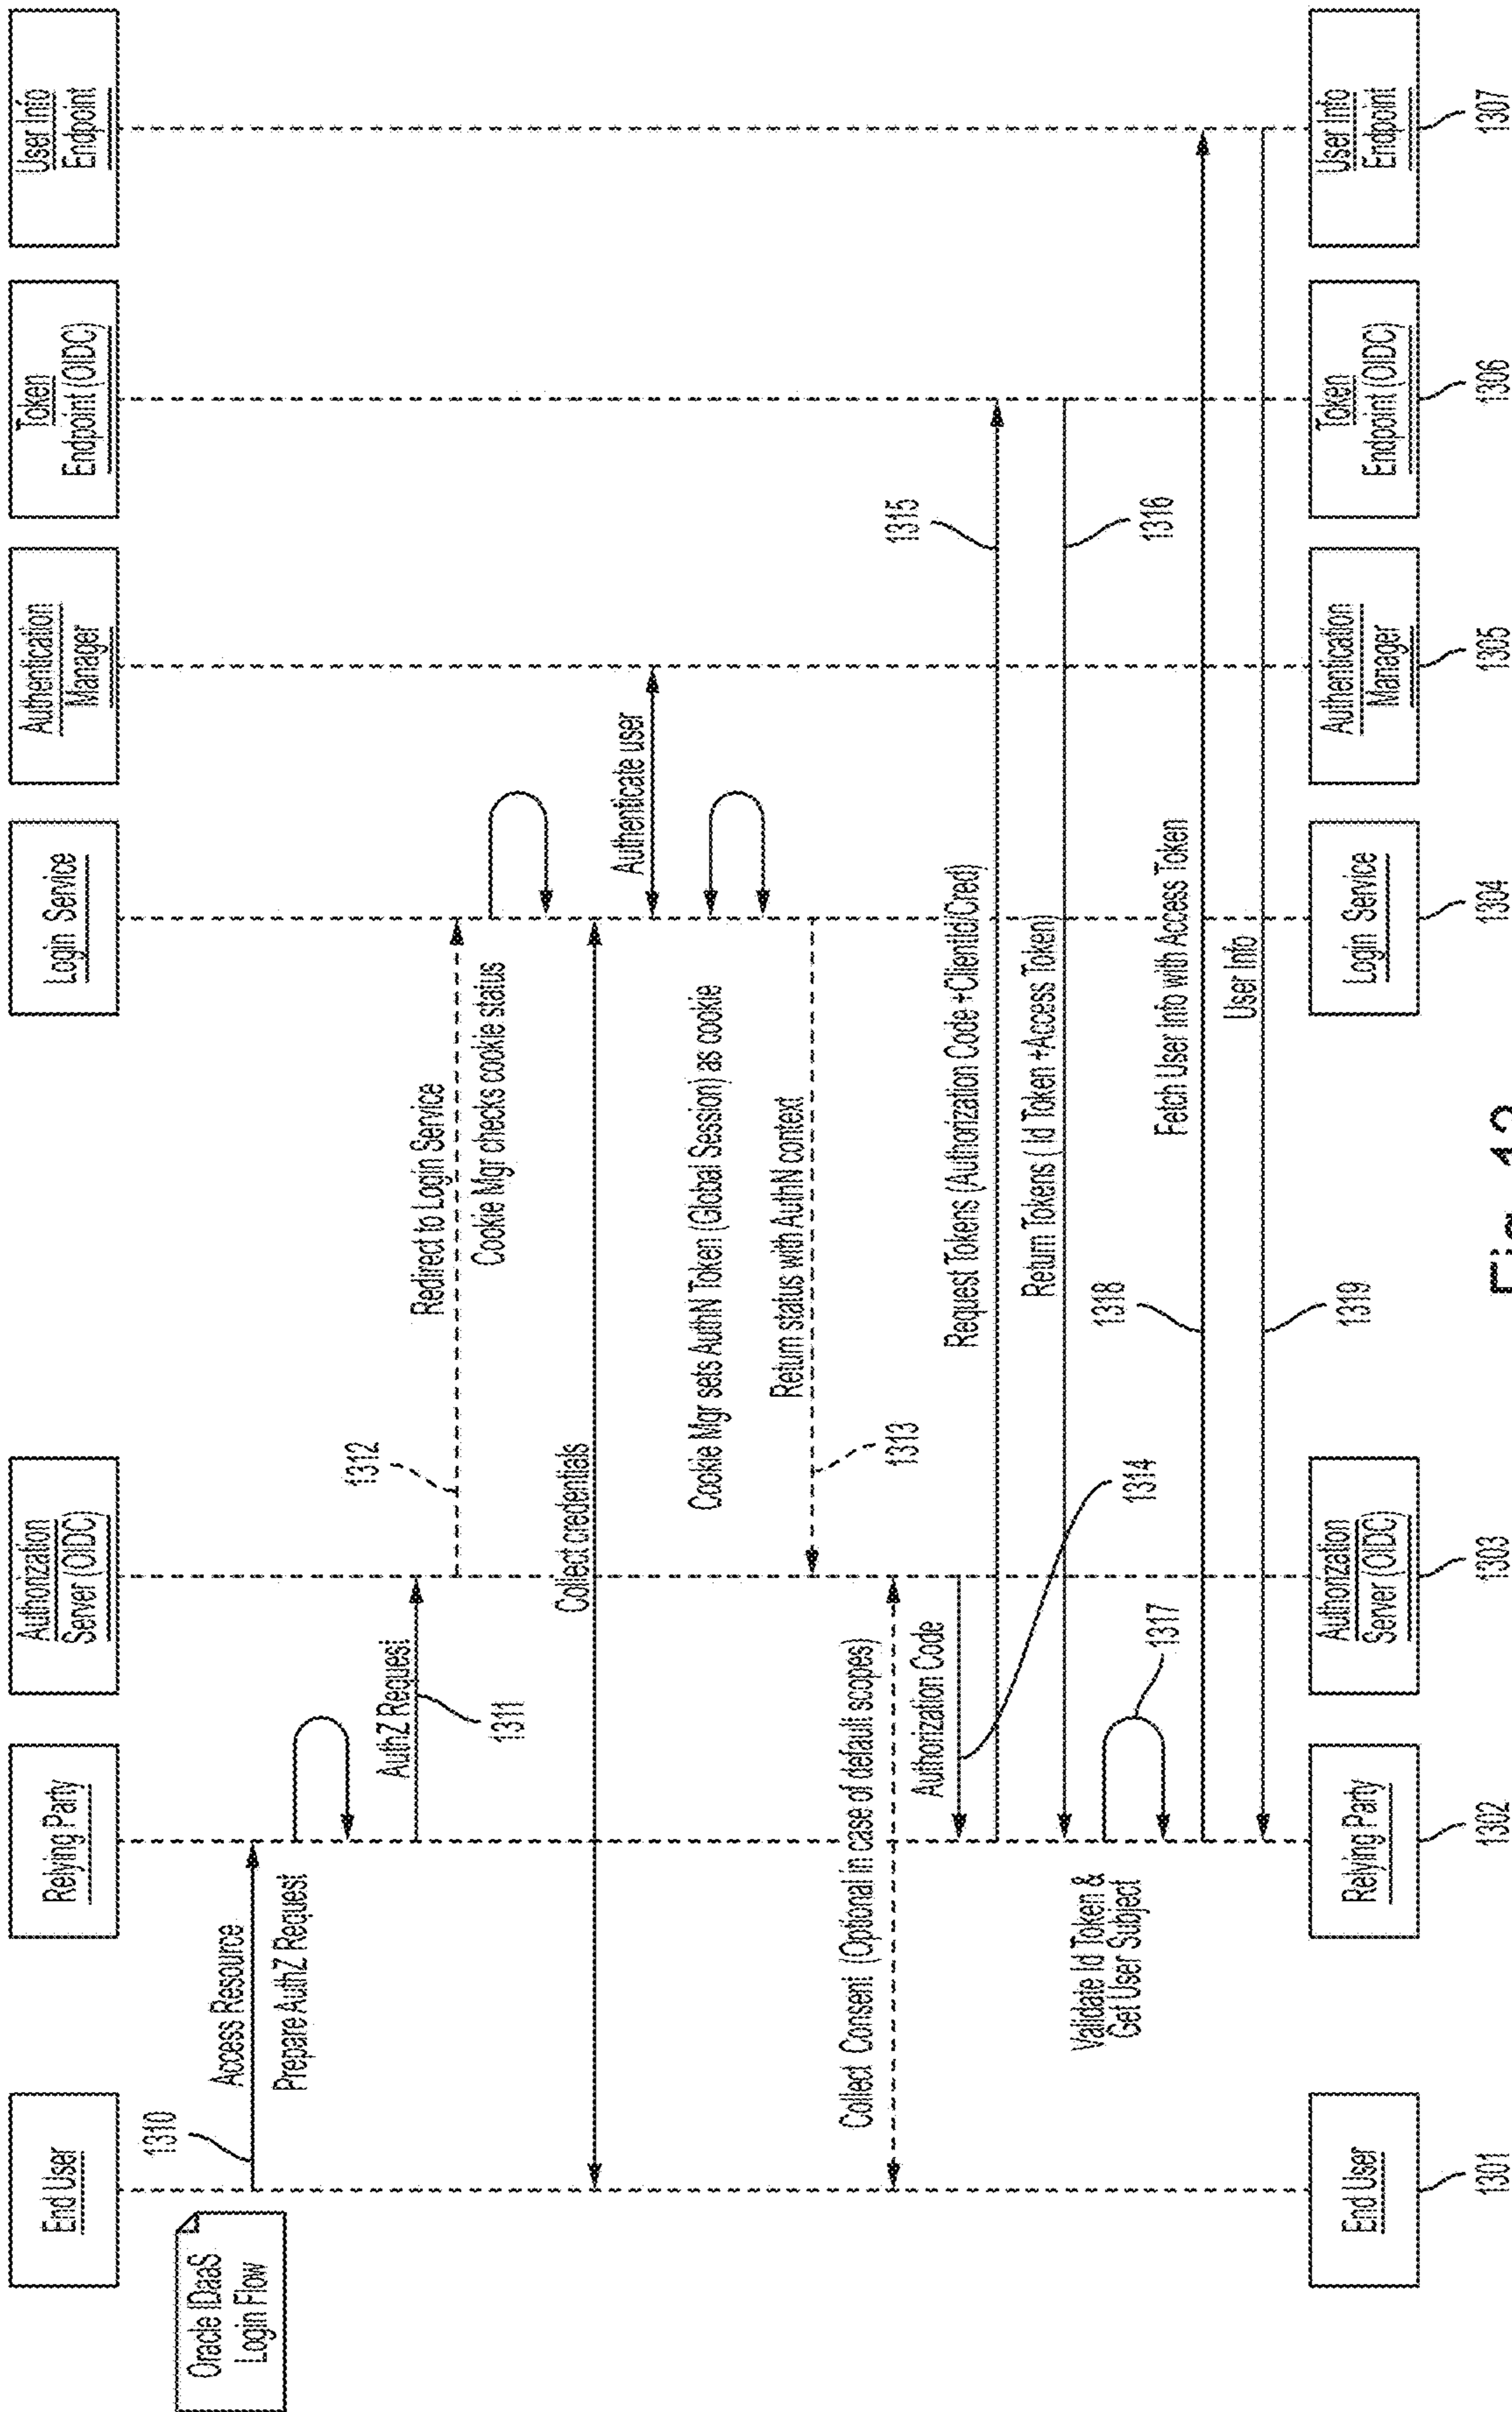 End User
Relying Party
Authorization
Server (OIDC)
Login Service
Authentication
Manager
Token
Endpoint (OIDC)
User Info
Endpoint
Oracle IDaaS
Login Flow
1310
Access Resource
Prepare AuthZ Request
AuthZ Request
1311
1312
Redirect to Login Service
Cookie Mgr checks cookie status
Collect credentials
Authenticate user
Cookie Mgr sets AuthN Token (Global Session) as cookie
Return status with AuthN context
1313
Collect Consent (Optional in case of default scopes)
Authorization Code
1314
Request Tokens (Authorization Code +ClientId/Cred)
1315
Return Tokens ( Id Token +Access Token)
1316
Validate Id Token &
Get User Subject
1317
Fetch User Info with Access Token
1318
User Info
1319
End User
Relying Party
Authorization
Server (OIDC)
Login Service
Authentication
Manager
Token
Endpoint (OIDC)
User Info
Endpoint
1301
1302
1303
1304
1305
1306
1307